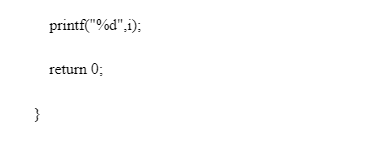 printf("%d",i);
return 0;
}